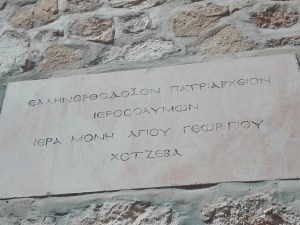 ΕΛΛΗΝΟΡΘΟΔΟΞΟΝ ΠΑΤΡΙΑΡΧΕΙΟΝ
ΙΕΡΟΣΟΛΥΜΩΝ
ΙΕΡΑ ΜΟΝΗ ΑΓΙΟΥ ΓΕΩΡΓΙΟΥ
ΧΟΤΖΕΒΑ